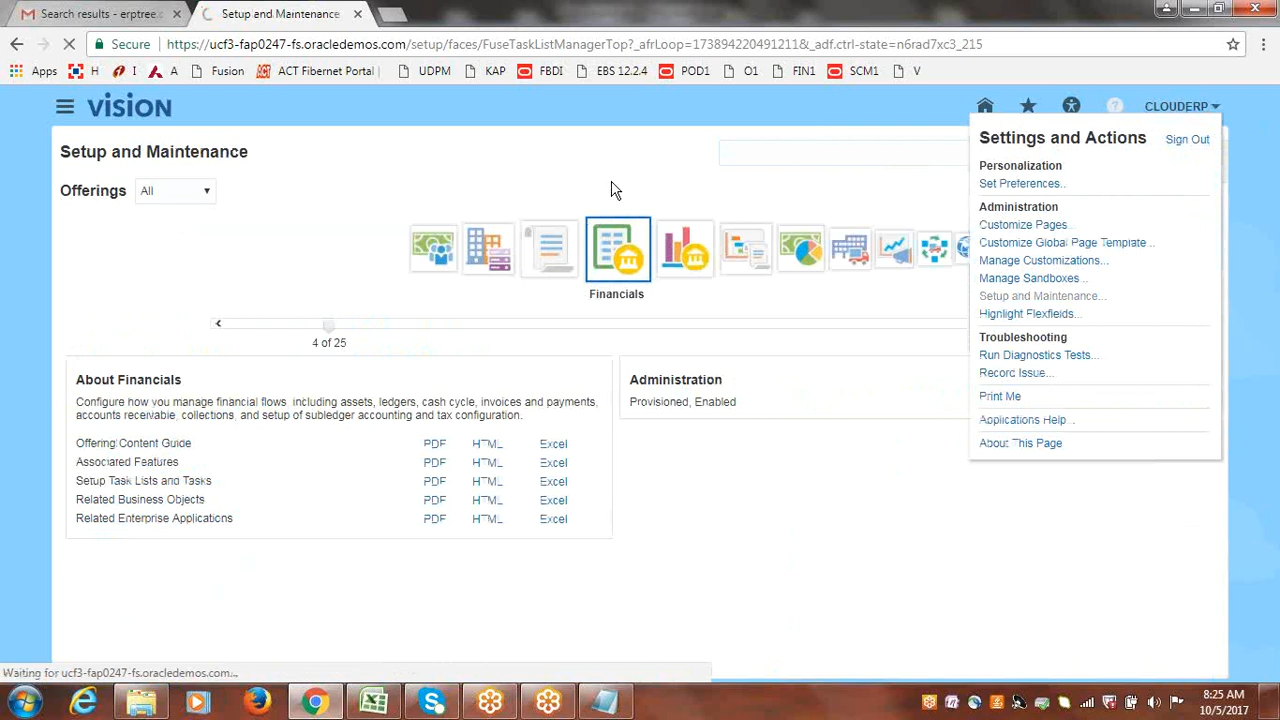 Search results - erptree.c
Setup and Maintenance
Secure
https://ucf3-fap0247-fs.oracledemos.com/setup/faces/FuseTaskListManagerTop?_afrLoop=1738942204912118&_adf.ctrl-state=n6rad7xc3_215
Apps
H
I
A
Fusion
ACT Fibernet Portal
UDPM
KAP
FBDI
EBS 12.2.4
POD1
O1
FIN1
SCM1
V
VISION
CLOUDERP
Setup and Maintenance
Offerings
All
Financials
4 of 25
About Financials
Configure how you manage financial flows, including assets, ledgers, cash cycle, invoices and payments,
accounts receivable, collections, and setup of subledger accounting and tax configuration.
Offering Content Guide PDF HTML Excel
Associated Features PDF HTML Excel
Setup Task Lists and Tasks PDF HTML Excel
Related Business Objects PDF HTML Excel
Related Enterprise Applications PDF HTML Excel
Administration
Provisioned, Enabled
Settings and Actions
Sign Out
Personalization
Set Preferences...
Administration
Customize Pages...
Customize Global Page Template...
Manage Customizations...
Manage Sandboxes...
Setup and Maintenance...
Highlight Flexfields...
Troubleshooting
Run Diagnostics Tests...
Record Issue...
Print Me
Applications Help...
About This Page
Waiting for ucf3-fap0247-fs.oracledemos.com...
8:25 AM
10/5/2017